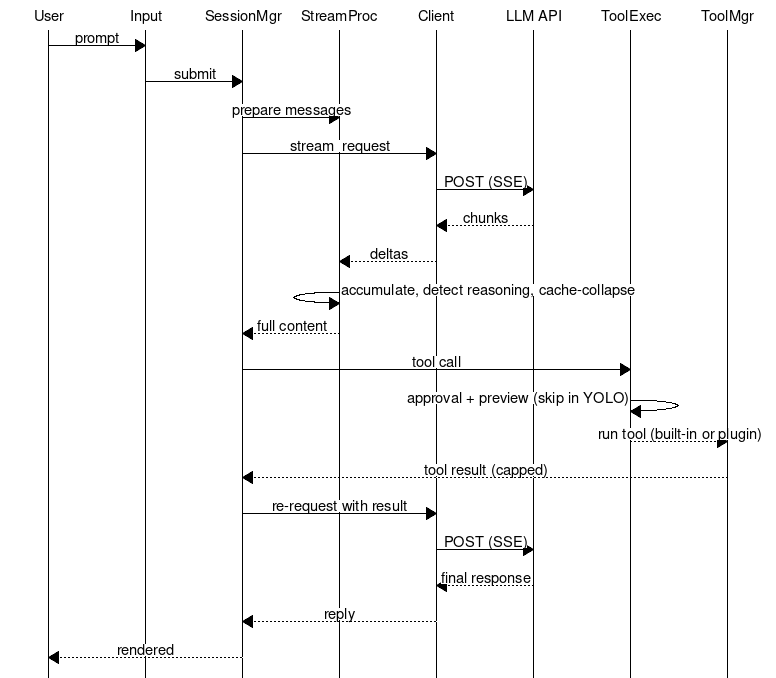 User Input SessionMgr StreamProc Client LLM API ToolExec ToolMgr
prompt
submit
prepare messages
stream request
POST (SSE)
chunks
deltas
accumulate, detect reasoning, cache-collapse
full content
tool call
approval + preview (skip in YOLO)
run tool (built-in or plugin)
tool result (capped)
re-request with result
POST (SSE)
final response
reply
rendered